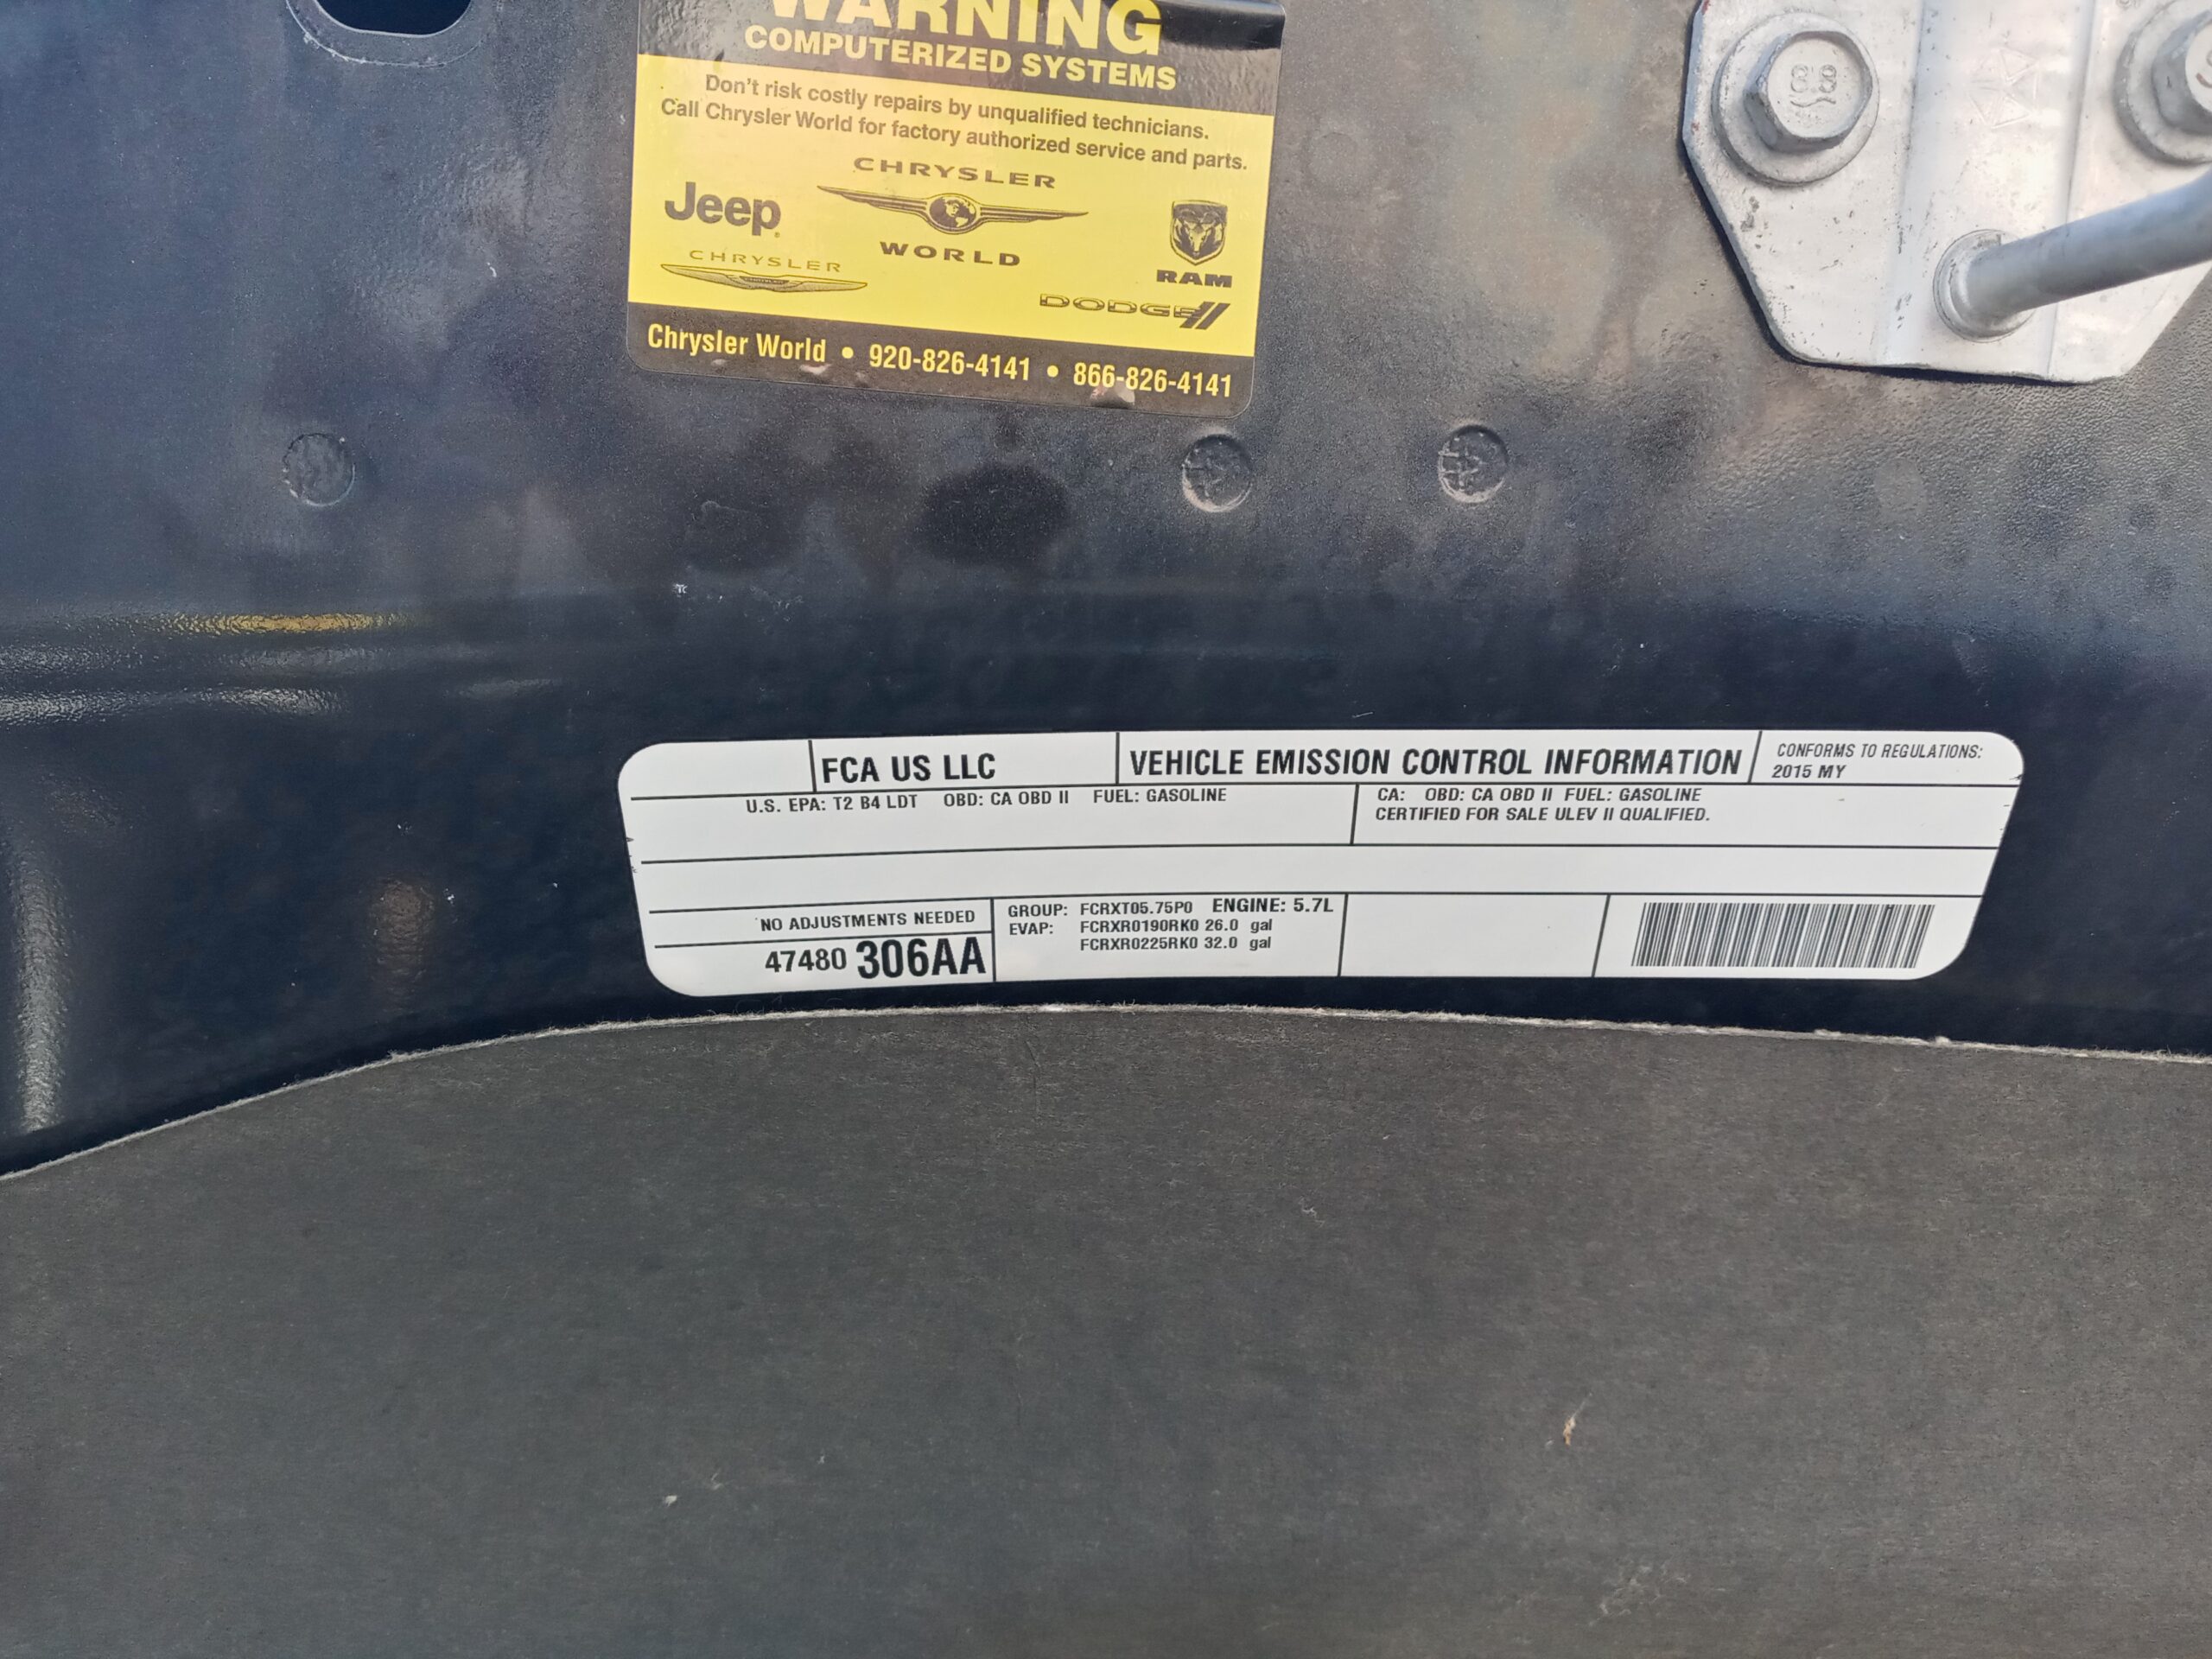 WARNING
COMPUTERIZED SYSTEMS
Don't risk costly repairs by unqualified technicians.
Call Chrysler World for factory authorized service and parts.
CHRYSLER
WORLD
Jeep
CHRYSLER
RAM
DODGE
Chrysler World • 920-826-4141 • 866-826-4141
8.8
FCA US LLC
VEHICLE EMISSION CONTROL INFORMATION
CONFORMS TO REGULATIONS:
2015 MY
U.S. EPA: T2 B4 LDT OBD: CA OBD II FUEL: GASOLINE
CA: OBD: CA OBD II FUEL: GASOLINE
CERTIFIED FOR SALE ULEV II QUALIFIED.
NO ADJUSTMENTS NEEDED
47480 306AA
GROUP: FCRXT05.75P0 ENGINE: 5.7L
EVAP: FCRXR0190RK0 26.0 gal
FCRXR0225RK0 32.0 gal